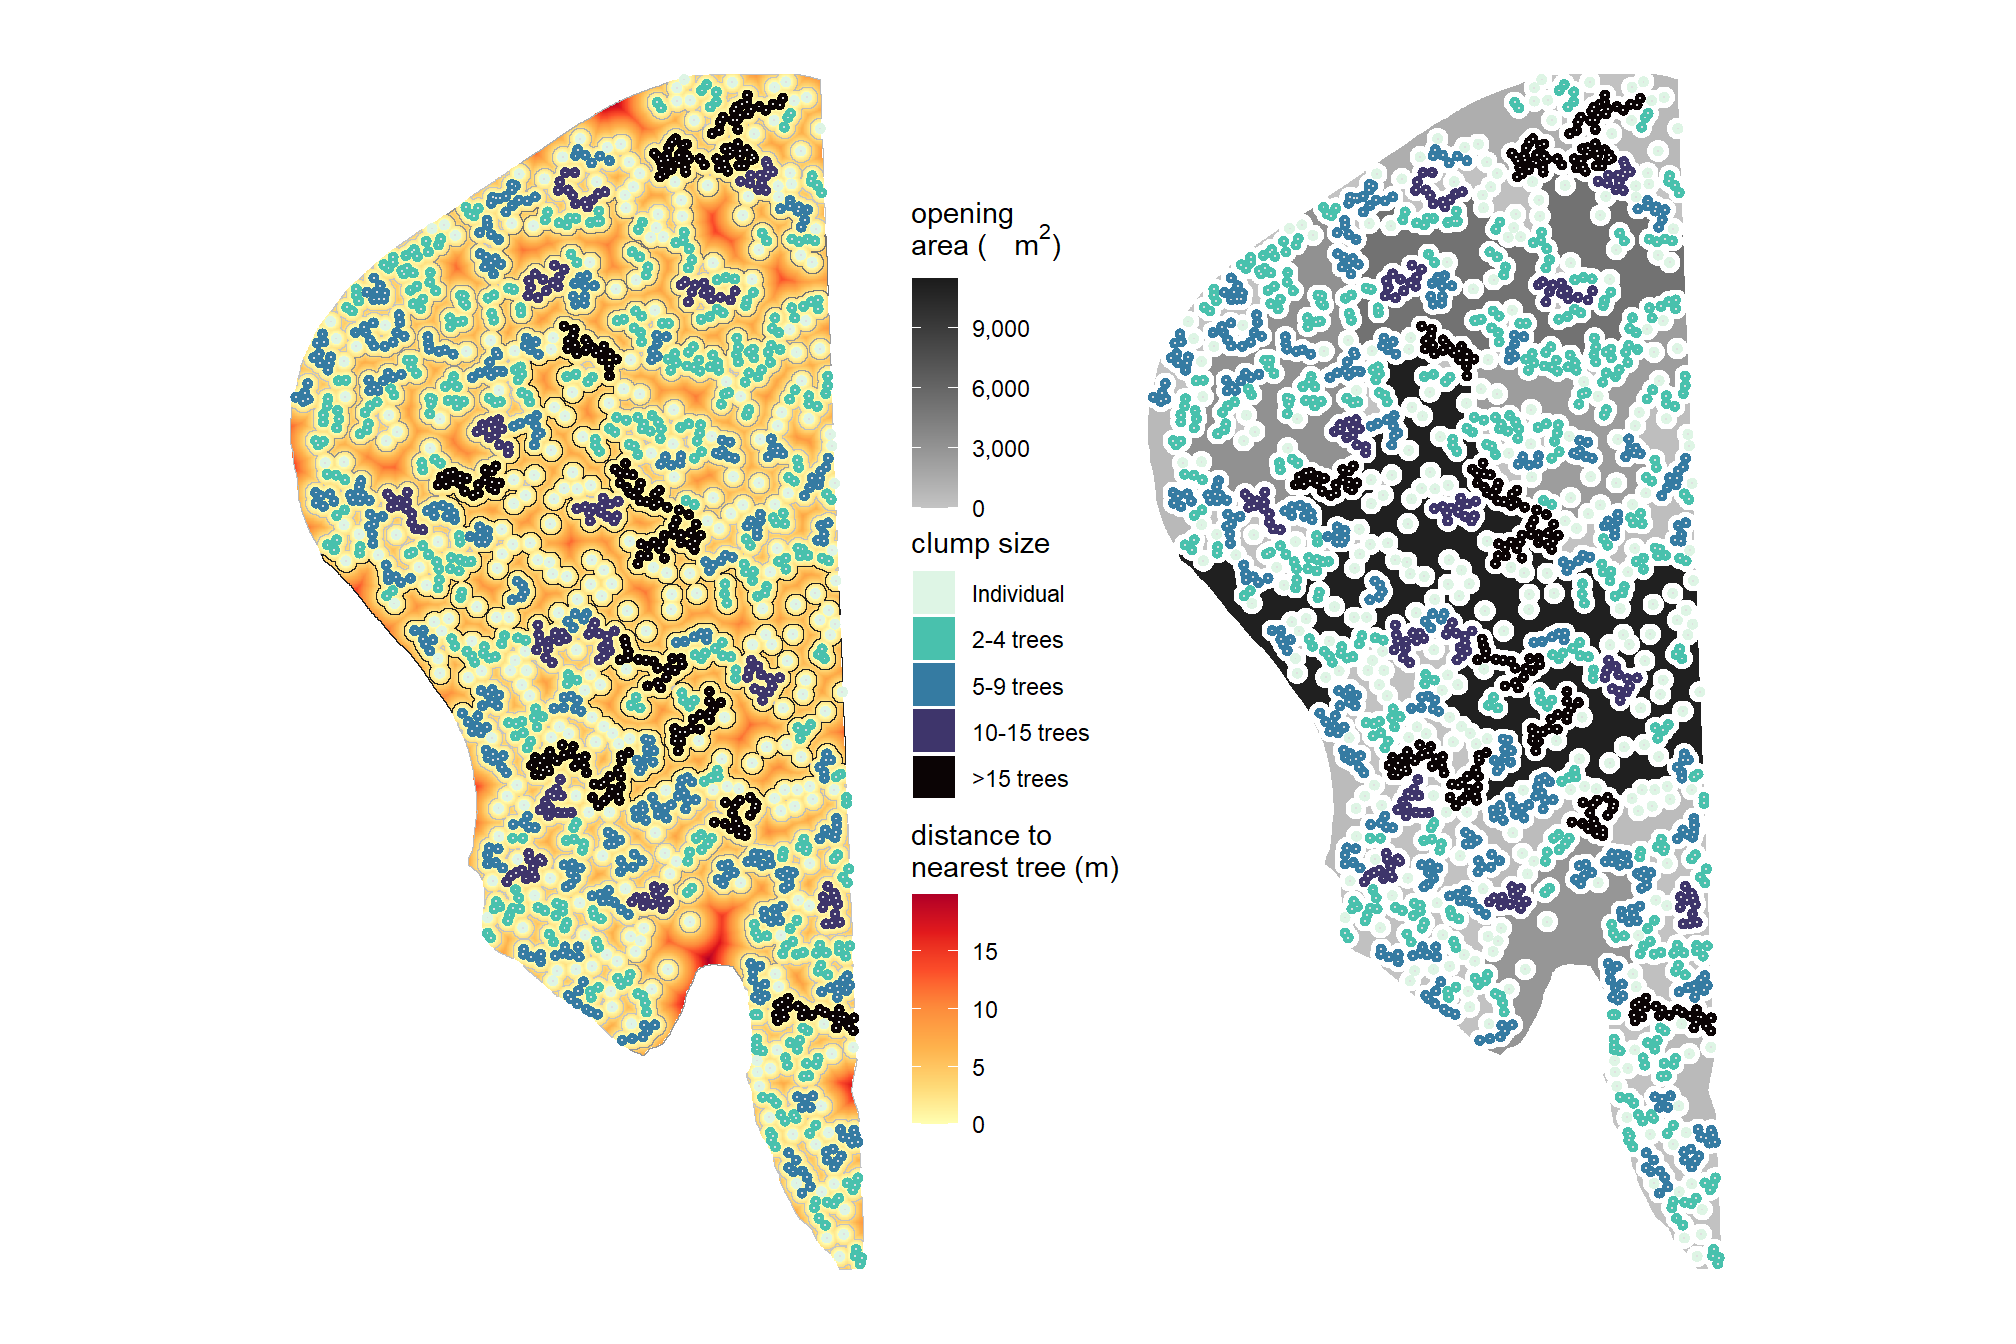 opening
area ( m²)
9,000
6,000
3,000
0
clump size
Individual
2-4 trees
5-9 trees
10-15 trees
>15 trees
distance to
nearest tree (m)
15
10
5
0